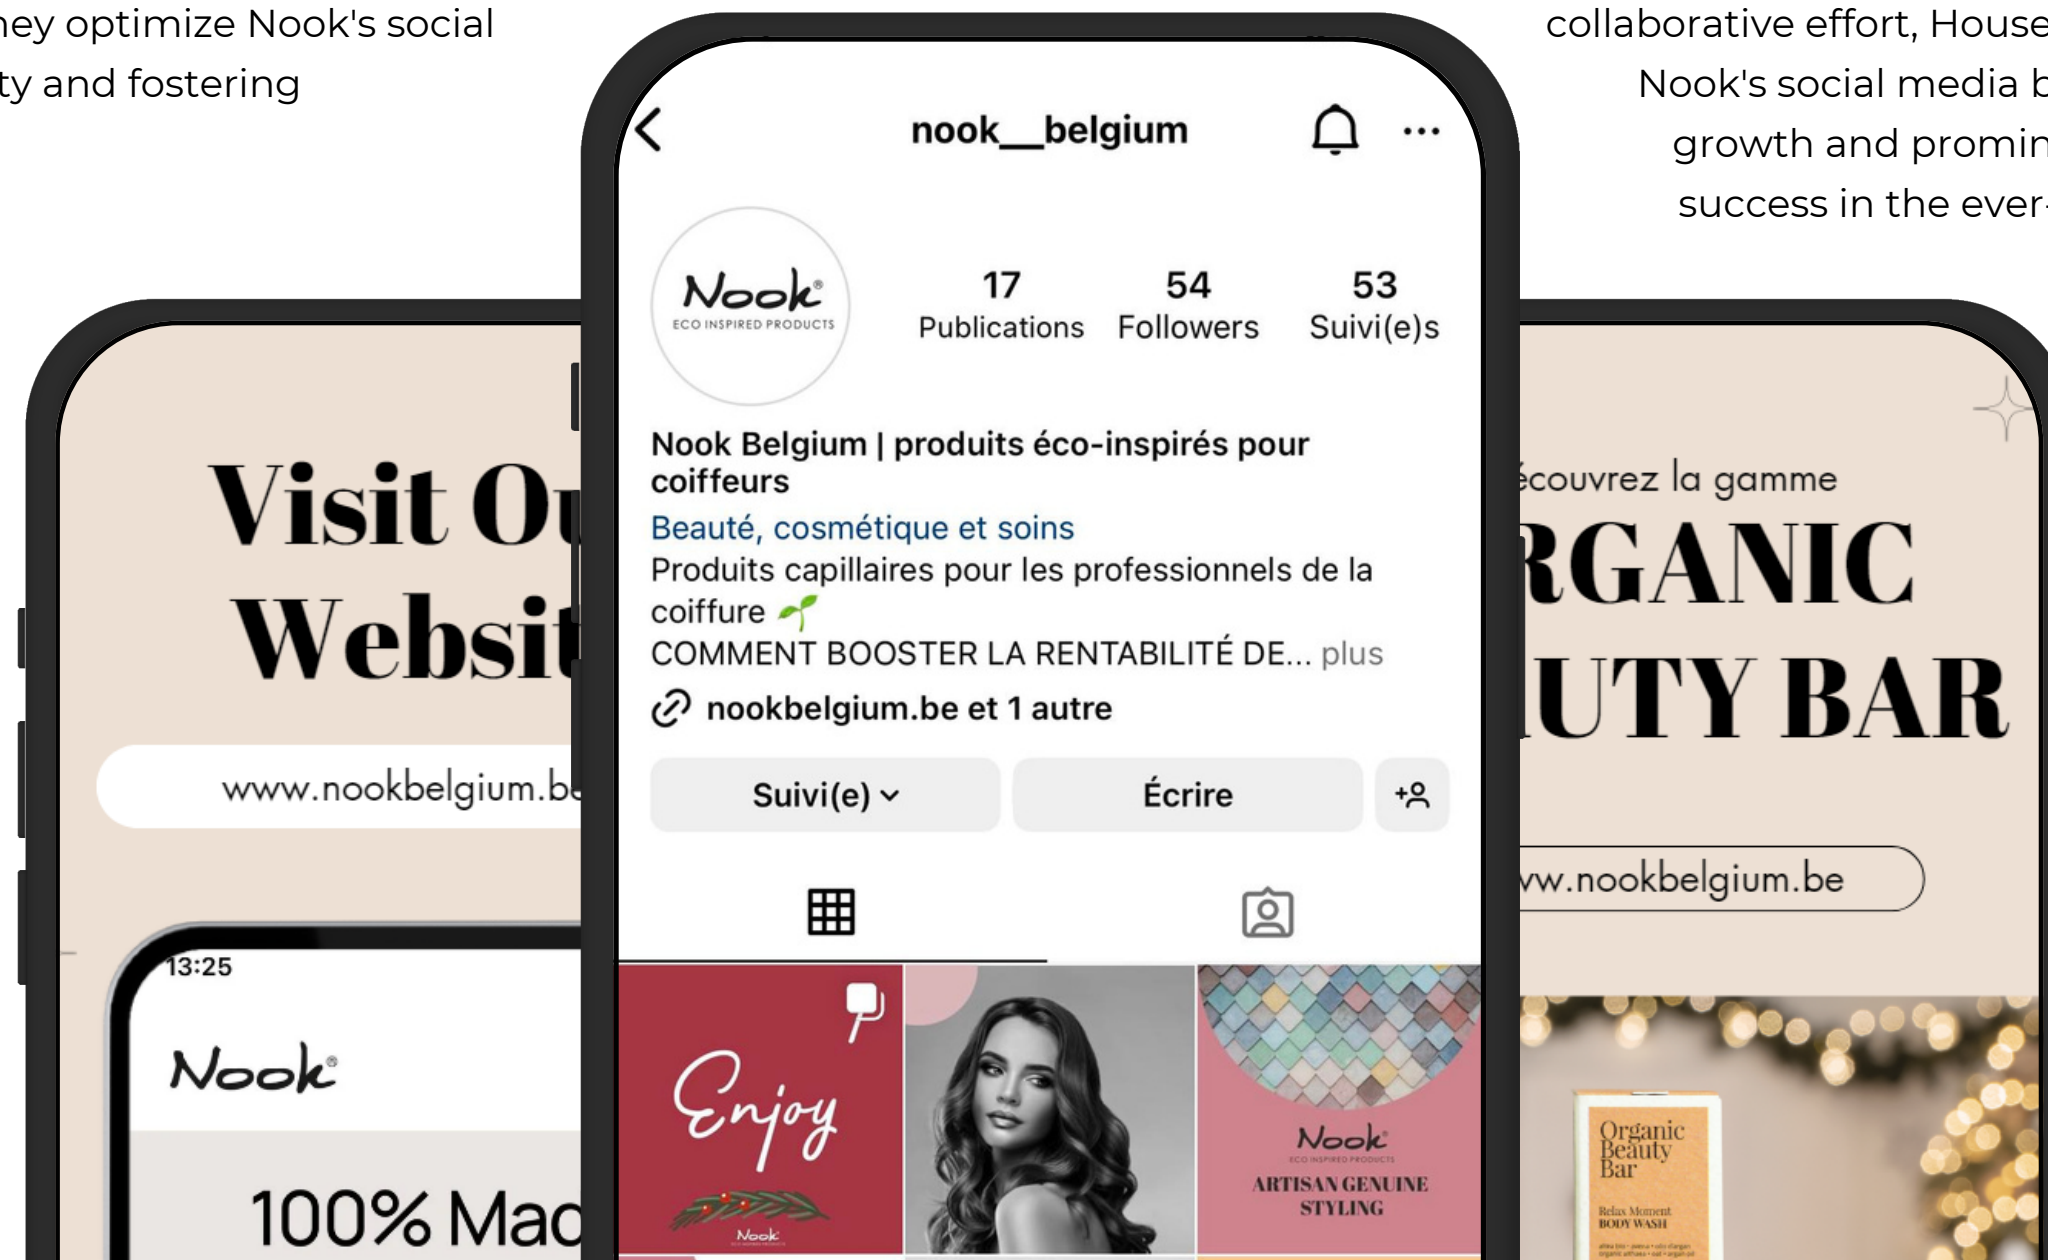 hey optimize Nook's social
ty and fostering
collaborative effort, House
Nook's social media b
growth and promin
success in the ever-
nook__belgium
Nook®
ECO INSPIRED PRODUCTS
17
Publications
54
Followers
53
Suivi(e)s
Nook Belgium | produits éco-inspirés pour
coiffeurs
Beauté, cosmétique et soins
Produits capillaires pour les professionnels de la
coiffure 🌱
COMMENT BOOSTER LA RENTABILITÉ DE... plus
nookbelgium.be et 1 autre
Suivi(e)
Écrire
Enjoy
Nook
Nook®
ECO INSPIRED PRODUCTS
ARTISAN GENUINE
STYLING
Visit Ou
Websit
www.nookbelgium.be
13:25
Nook®
100% Mad
écouvrez la gamme
RGANIC
UTY BAR
ww.nookbelgium.be
Organic
Beauty
Bar
Relax Moment
BODY WASH